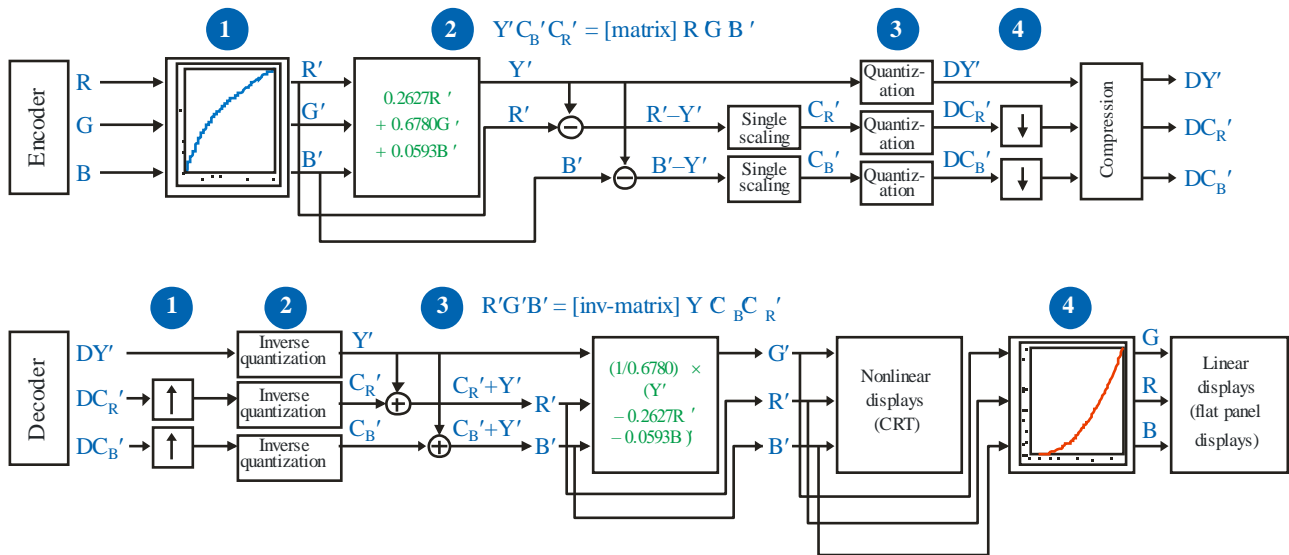 1
2
Y′C_B′C_R′ = [matrix] R′G′B′
3
4
Encoder
R
G
B
R′
G′
B′
0.2627R′
+ 0.6780G′
+ 0.0593B′
Y′
R′
B′
R′–Y′
B′–Y′
Single
scaling
Single
scaling
C_R′
C_B′
Quantiz-
ation
Quantiz-
ation
Quantiz-
ation
DY′
DC_R′
DC_B′
↓
↓
Compression
DY′
DC_R′
DC_B′
1
2
3
R′G′B′ = [inv-matrix] Y′C_B′C_R′
4
Decoder
DY′
DC_R′
DC_B′
↑
↑
Inverse
quantization
Inverse
quantization
Inverse
quantization
Y′
C_R′
C_B′
C_R′+Y′
C_B′+Y′
R′
B′
(1/0.6780) ×
(Y′
– 0.2627R′
– 0.0593B′)
G′
R′
B′
Nonlinear
displays
(CRT)
G
R
B
Linear
displays
(flat panel
displays)